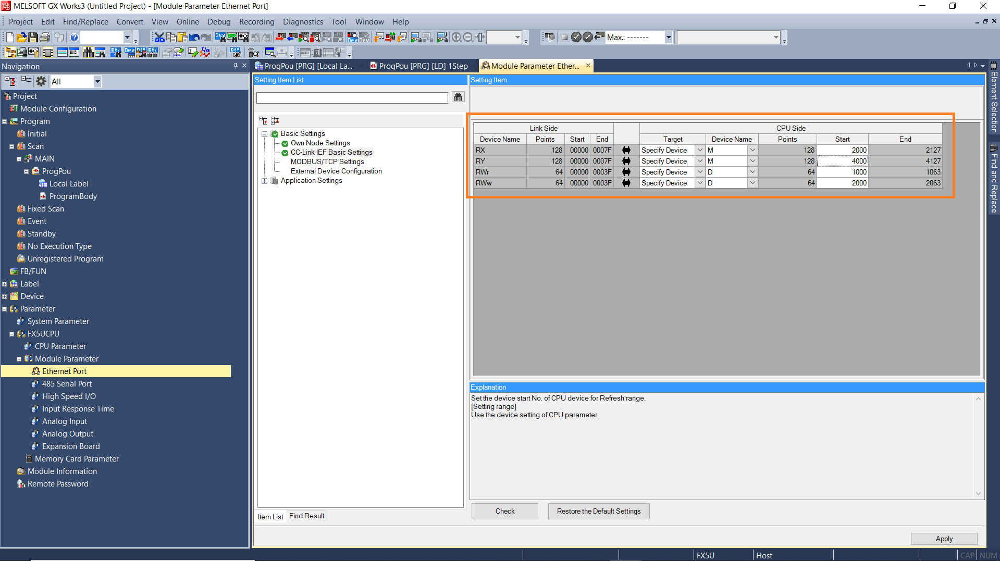 MELSOFT GX Works3 (Untitled Project) - [Module Parameter Ethernet Port]
Project Edit Find/Replace Convert View Online Debug Recording Diagnostics Tool Window Help
Max.: -------
Navigation
ProgPou [PRG] [Local La...
ProgPou [PRG] [LD] 1Step
Module Parameter Ether...
All
Project
Module Configuration
Program
Initial
Scan
MAIN
ProgPou
Local Label
ProgramBody
Fixed Scan
Event
Standby
No Execution Type
Unregistered Program
FB/FUN
Label
Device
Parameter
System Parameter
FX5UCPU
CPU Parameter
Module Parameter
Ethernet Port
485 Serial Port
High Speed I/O
Input Response Time
Analog Input
Analog Output
Expansion Board
Memory Card Parameter
Module Information
Remote Password
Setting Item List
Basic Settings
Own Node Settings
CC-Link IEF Basic Settings
MODBUS/TCP Settings
External Device Configuration
Application Settings
Item List
Find Result
Setting Item
Link Side CPU Side
Device Name Points Start End Target Device Name Points Start End
RX 128 00000 0007F Specify Device M 128 2000 2127
RY 128 00000 0007F Specify Device M 128 4000 4127
RWr 64 00000 0003F Specify Device D 64 1000 1063
RWw 64 00000 0003F Specify Device D 64 2000 2063
Explanation
Set the device start No. of CPU device for Refresh range.
[Setting range]
Use the device setting of CPU parameter.
Check
Restore the Default Settings
Apply
Element Selection
Find and Replace
FX5U
Host
CAP
NUM